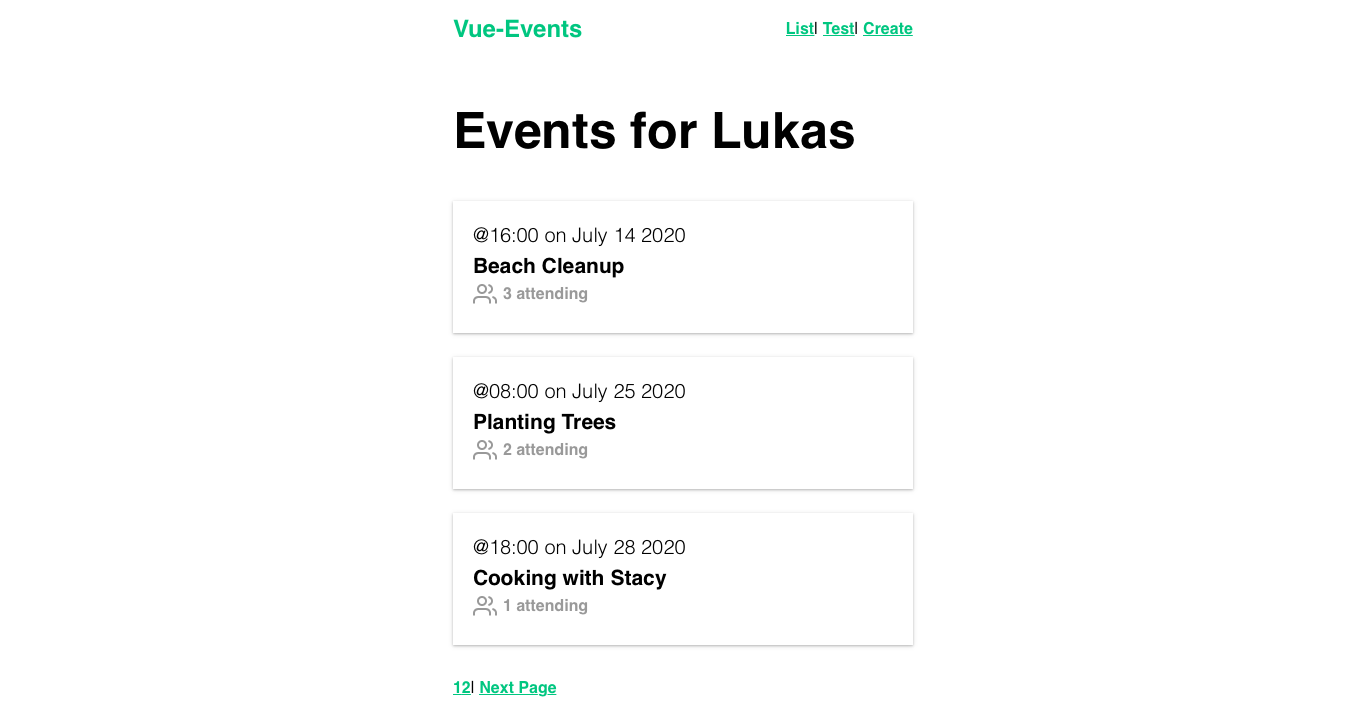 Vue-Events
List| Test| Create
Events for Lukas
@16:00 on July 14 2020
Beach Cleanup
3 attending
@08:00 on July 25 2020
Planting Trees
2 attending
@18:00 on July 28 2020
Cooking with Stacy
1 attending
12| Next Page